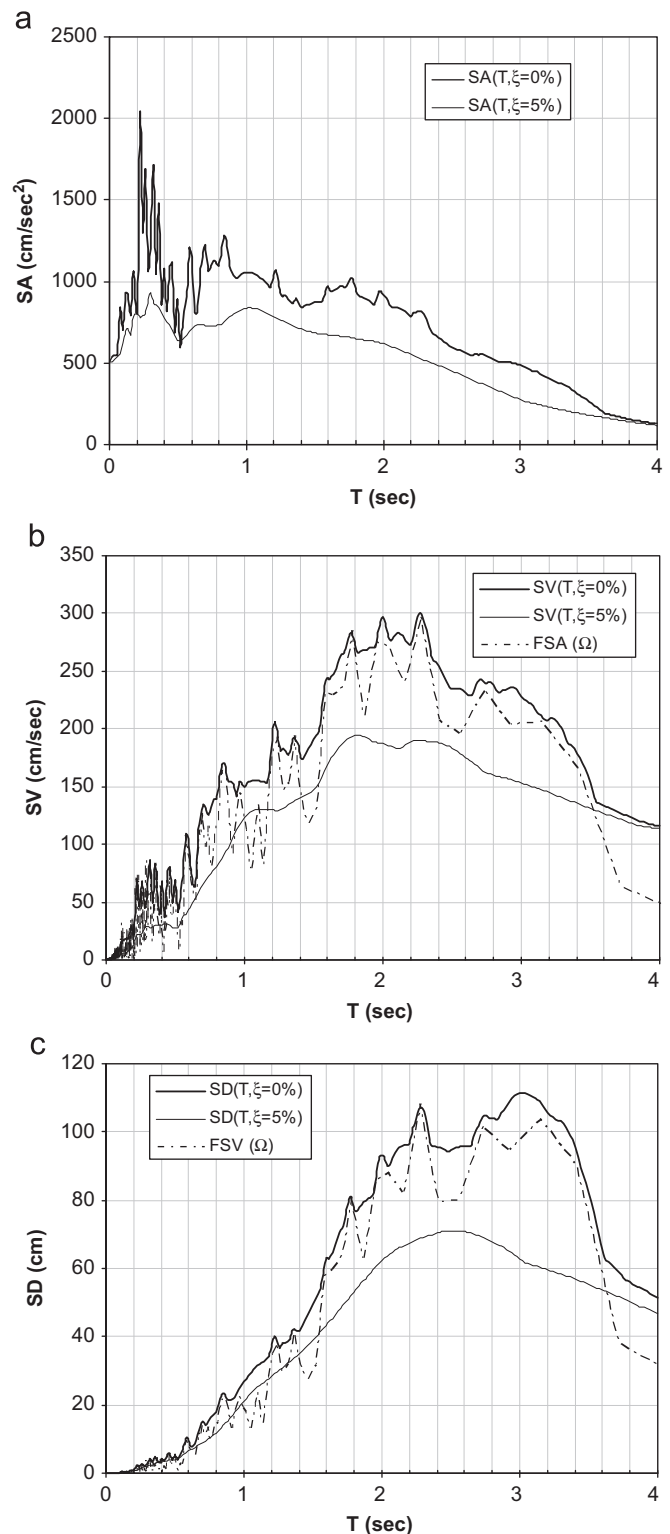 a
2500
2000
1500
1000
500
0
SA (cm/sec²)
SA(T,ξ=0%)
SA(T,ξ=5%)
0 1 2 3 4
T (sec)
b
350
300
250
200
150
100
50
0
SV (cm/sec)
SV(T,ξ=0%)
SV(T,ξ=5%)
FSA (Ω)
0 1 2 3 4
T (sec)
c
120
100
80
60
40
20
0
SD (cm)
SD(T,ξ=0%)
SD(T,ξ=5%)
FSV (Ω)
0 1 2 3 4
T (sec)